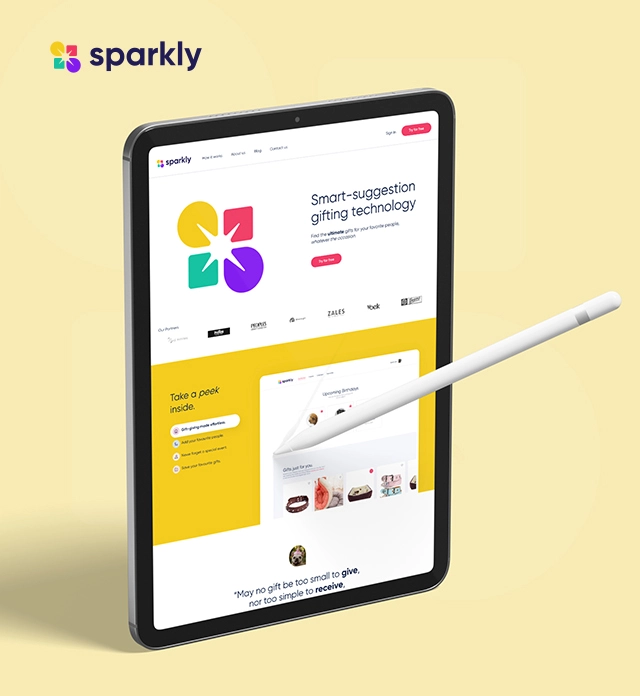 sparkly
sparkly
How it works About us Blog Contact us
Sign in Try for free
Smart-suggestion
gifting technology
Find the ultimate gifts for your favorite people,
whatever the occasion.
Try for free
Our Partners
ZALES
Take a peek
inside.
Gift-giving made effortless.
Add your favourite people.
Never forget a special event.
Save your favourite gifts.
sparkly
Upcoming Birthdays
Gifts just for you.
"May no gift be too small to give,
nor too simple to receive,